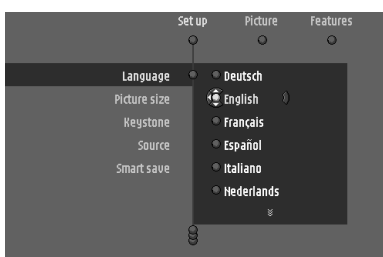 Set up Picture Features
Language Deutsch
Picture size English
Keystone Français
Source Español
Smart save Italiano
Nederlands